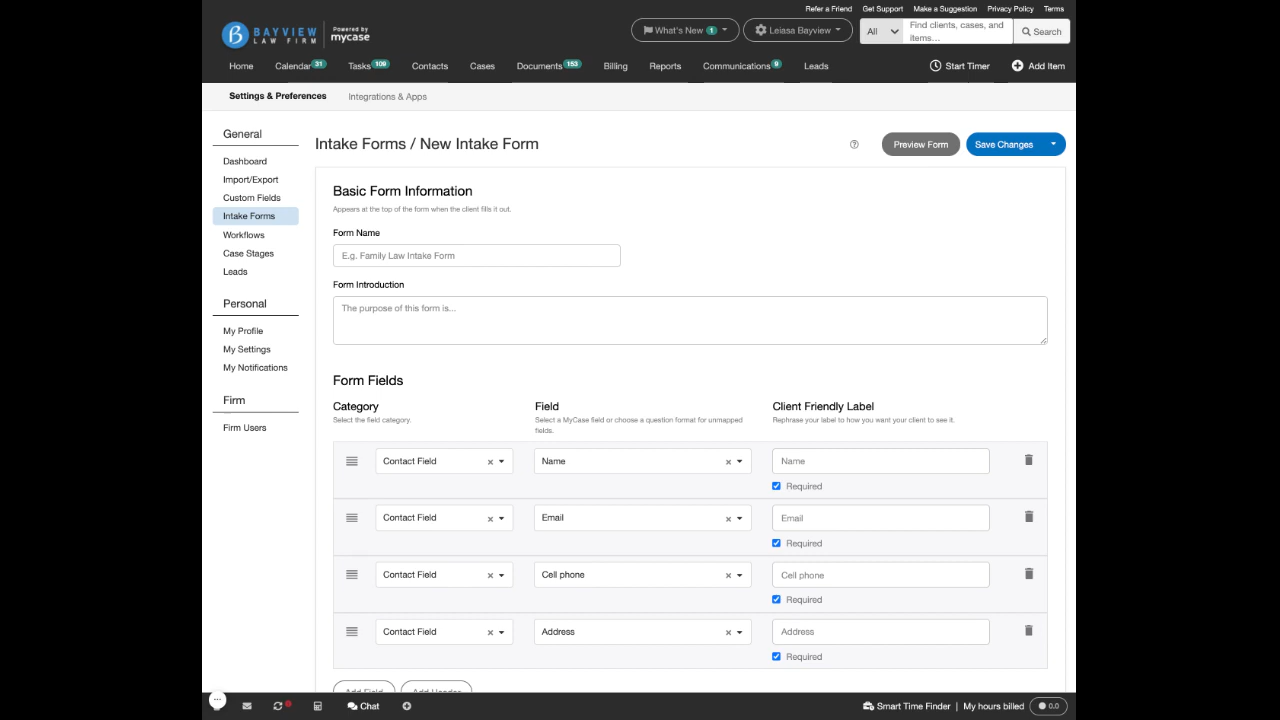 Refer a Friend Get Support Make a Suggestion Privacy Policy Terms
B BAYVIEW LAW FIRM Powered by mycase
What's New 1 Leiasa Bayview All Find clients, cases, and items... Search
Home Calendar 31 Tasks 109 Contacts Cases Documents 153 Billing Reports Communications 9 Leads Start Timer Add Item
Settings & Preferences Integrations & Apps
General
Dashboard
Import/Export
Custom Fields
Intake Forms
Workflows
Case Stages
Leads
Personal
My Profile
My Settings
My Notifications
Firm
Firm Users
Intake Forms / New Intake Form ? Preview Form Save Changes
Basic Form Information
Appears at the top of the form when the client fills it out.
Form Name
E.g. Family Law Intake Form
Form Introduction
The purpose of this form is...
Form Fields
Category Field Client Friendly Label
Select the field category. Select a MyCase field or choose a question format for unmapped fields. Rephrase your label to how you want your client to see it.
Contact Field × Name × Name
Required
Contact Field × Email × Email
Required
Contact Field × Cell phone × Cell phone
Required
Contact Field × Address × Address
Required
Add Field Add Header
Chat Smart Time Finder | My hours billed 0.0